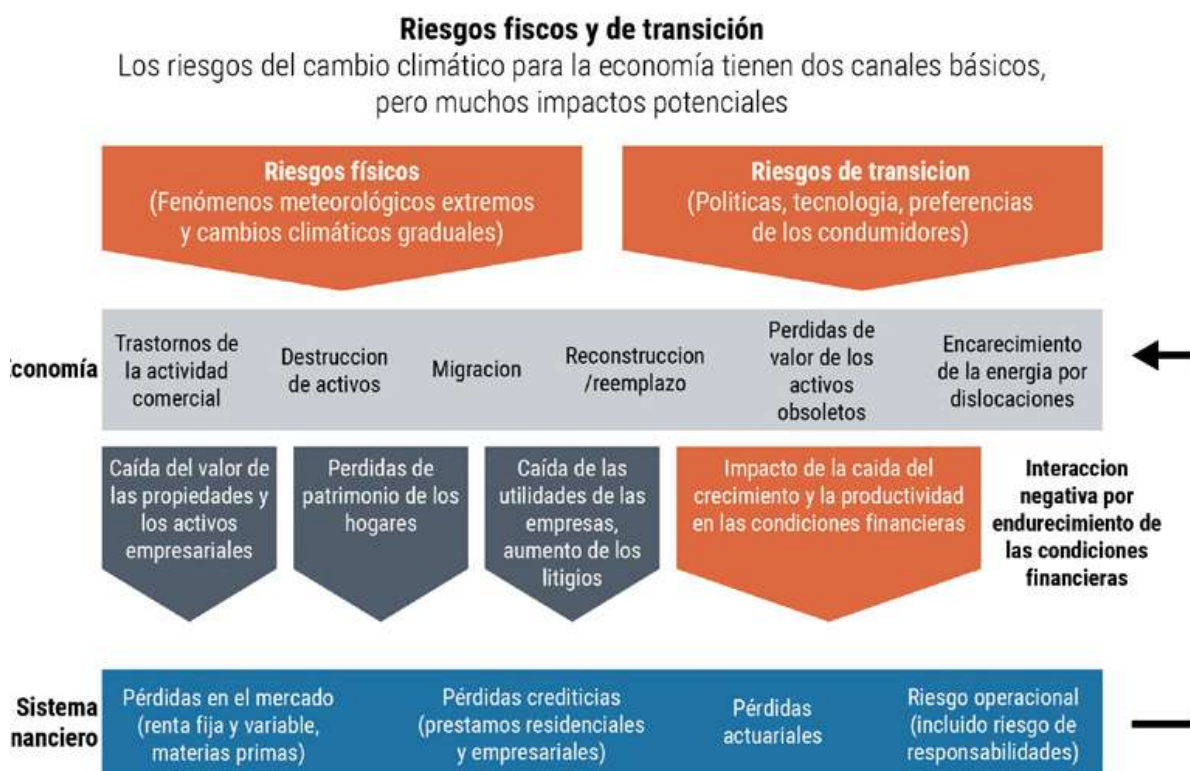 Riesgos fiscos y de transición
Los riesgos del cambio climático para la economía tienen dos canales básicos,
pero muchos impactos potenciales
Riesgos físicos
(Fenómenos meteorológicos extremos
y cambios climáticos graduales)
Riesgos de transicion
(Politicas, tecnologia, preferencias
de los condumidores)
conomía
Trastornos de
la actividad
comercial
Destruccion
de activos
Migracion
Reconstruccion
/reemplazo
Perdidas de
valor de los
activos
obsoletos
Encarecimiento
de la energia por
dislocaciones
Caída del valor de
las propiedades y
los activos
empresariales
Perdidas de
patrimonio de los
hogares
Caída de las
utilidades de las
empresas,
aumento de los
litigios
Impacto de la caida del
crecimiento y la productividad
en las condiciones financieras
Interaccion
negativa por
endurecimiento de
las condiciones
financieras
Sistema
nanciero
Pérdidas en el mercado
(renta fija y variable,
materias primas)
Pérdidas crediticias
(prestamos residenciales
y empresariales)
Pérdidas
actuariales
Riesgo operacional
(incluido riesgo de
responsabilidades)